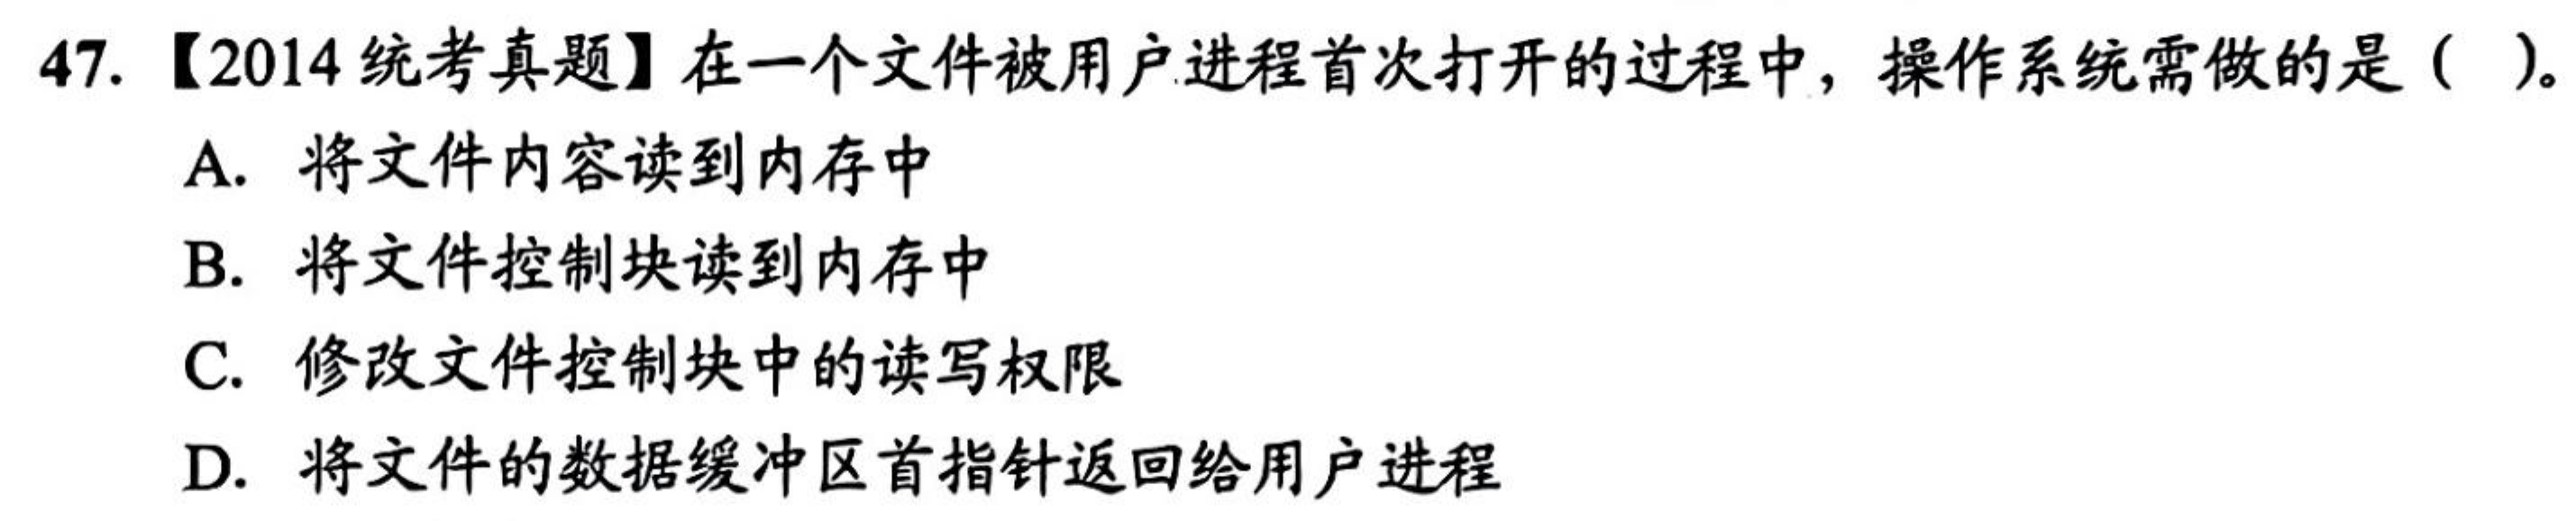 47. 【2014 统考真题】在一个文件被用户进程首次打开的过程中，操作系统需做的是（ ）。
A. 将文件内容读到内存中
B. 将文件控制块读到内存中
C. 修改文件控制块中的读写权限
D. 将文件的数据缓冲区首指针返回给用户进程